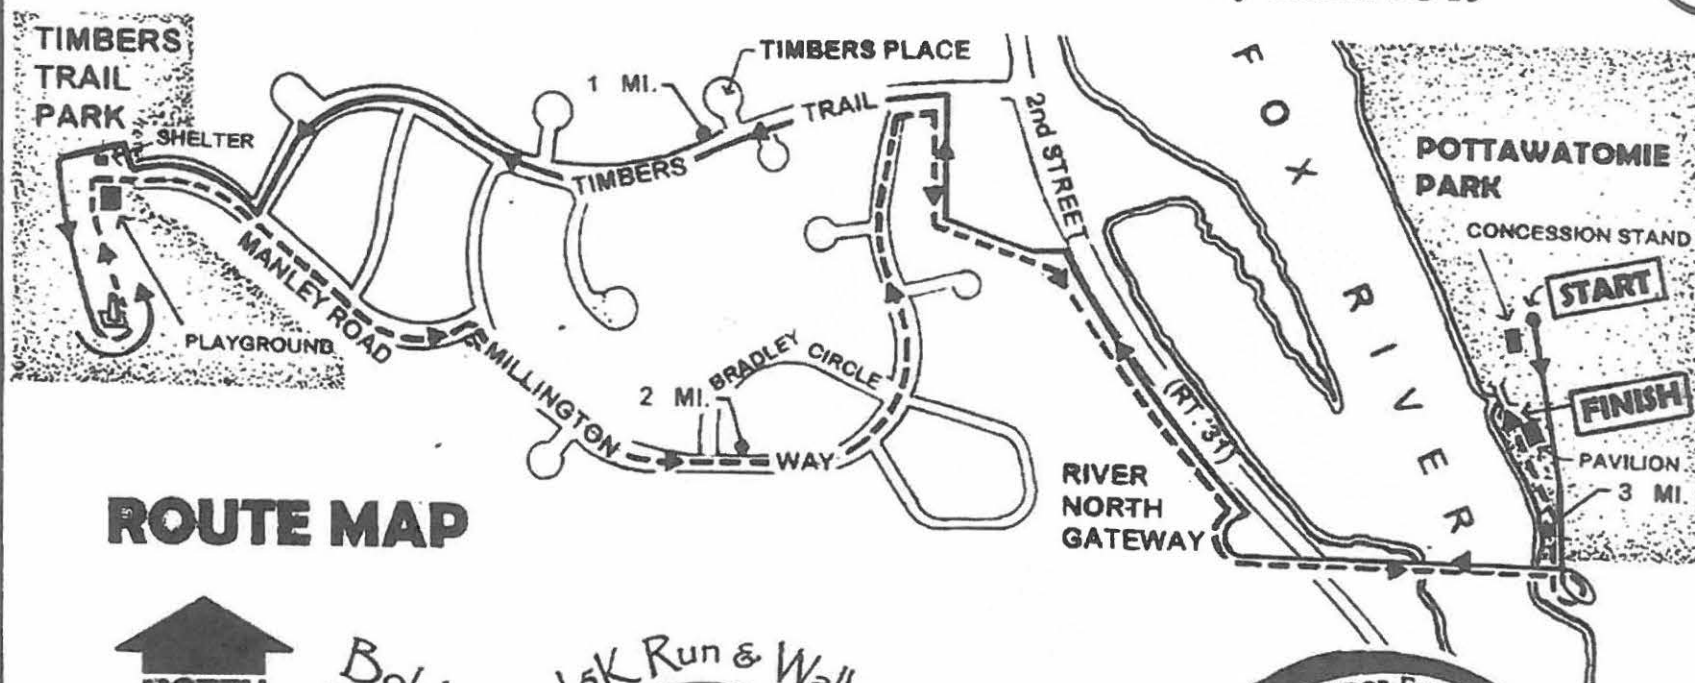 TIMBERS
TRAIL
PARK
SHELTER
PLAYGROUND
MANLEY ROAD
MILLINGTON WAY
1 MI.
TIMBERS PLACE
TIMBERS TRAIL
2 MI.
BRADLEY CIRCLE
2nd STREET
(RT. 31)
FOX RIVER
POTTAWATOMIE
PARK
CONCESSION STAND
START
FINISH
PAVILION
3 MI.
RIVER
NORTH
GATEWAY
ROUTE MAP
NORTH
5K Run & Walk